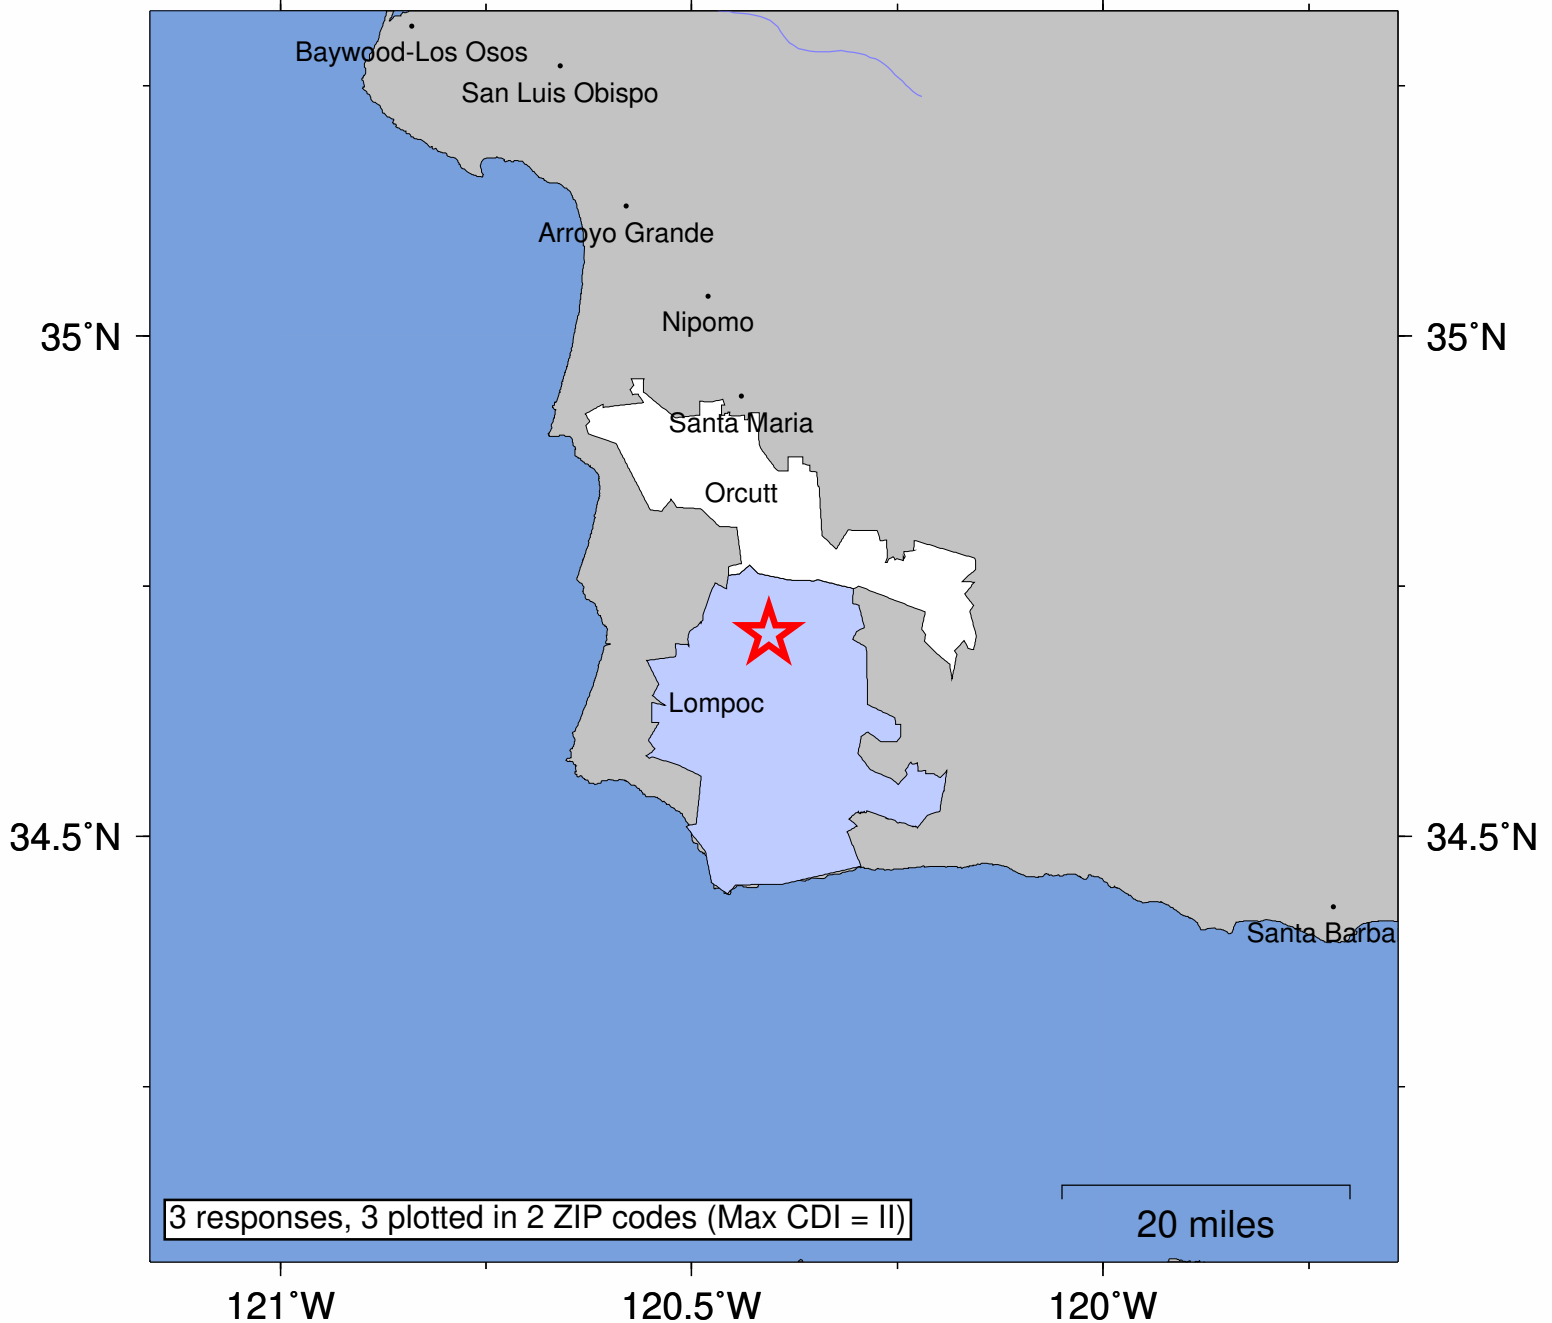 Baywood-Los Osos
San Luis Obispo
Arroyo Grande
Nipomo
35˚N
35˚N
Santa Maria
Orcutt
Lompoc
34.5˚N
34.5˚N
Santa Barba
3 responses, 3 plotted in 2 ZIP codes (Max CDI = II)
20 miles
121˚W
120.5˚W
120˚W